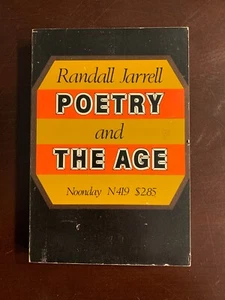 Randall Jarrell
POETRY
and
THE AGE
Noonday N419 $2.85